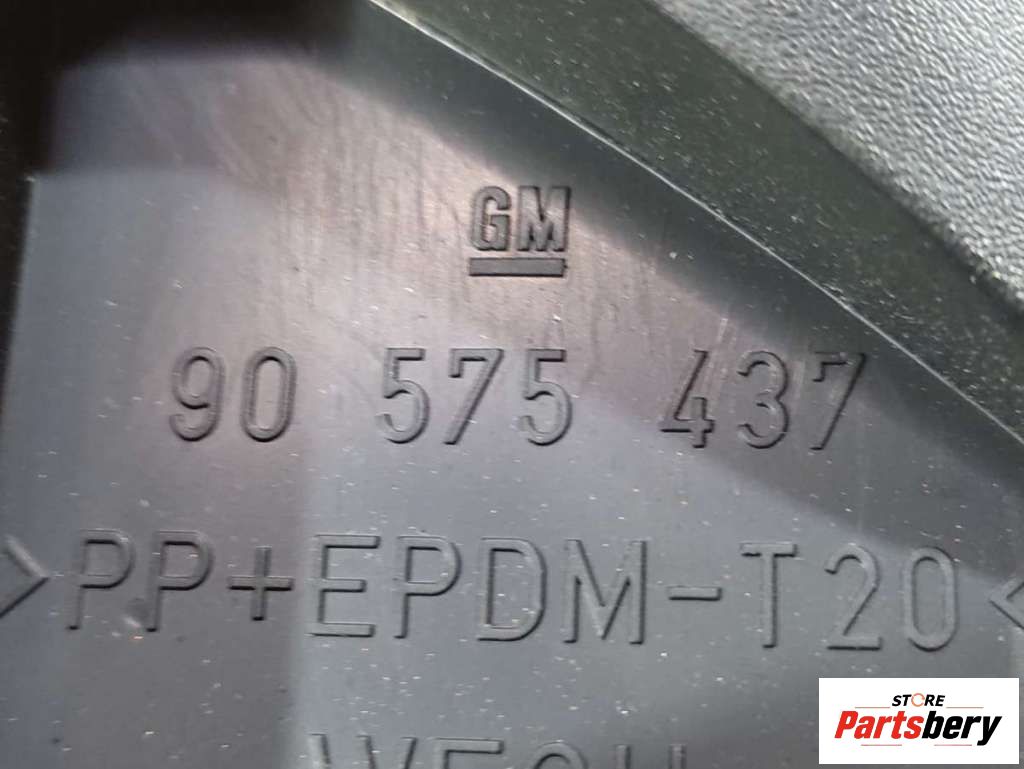 GM
90 575 437
>PP+EPDM-T20<
STORE
Partsbery